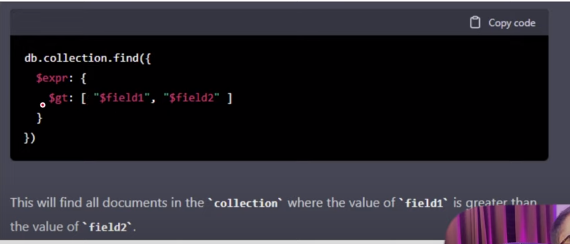 Copy code
db.collection.find({
$expr: {
$gt: [ "$field1", "$field2" ]
}
})
This will find all documents in the `collection` where the value of `field1` is greater than
the value of `field2`.